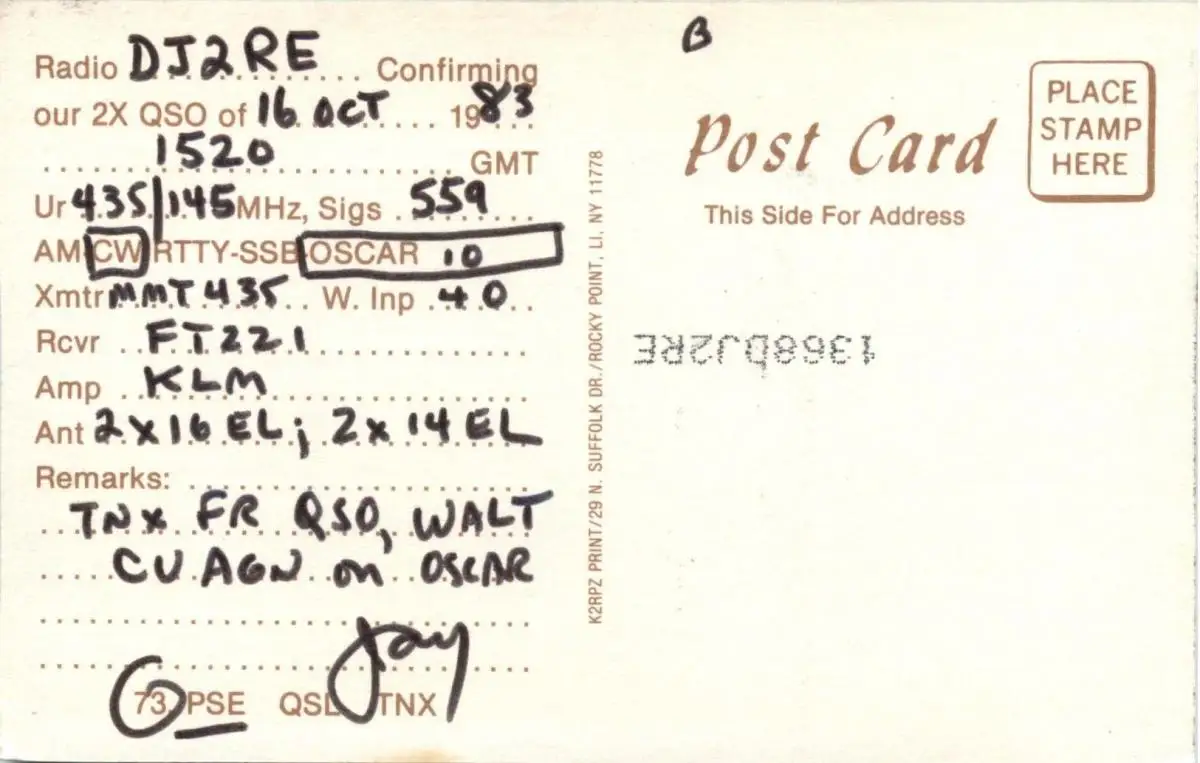 Radio DJ2RE Confirming
our 2X QSO of 16 OCT 1983
1520 GMT
Ur 435/145 MHz, Sigs 559
AM-CW-RTTY-SSB-OSCAR 10
Xmtr MMT 435 W. Inp 40
Rcvr FT221
Amp KLM
Ant 2x16 EL; 2x14 EL
Remarks:
TNX FR QSO, WALT
CU AGN on OSCAR
Jay
73, PSE QSL TNX
K2RPZ PRINT/29 N. SUFFOLK DR./ROCKY POINT, LI, NY 11778
B
Post Card
This Side For Address
PLACE
STAMP
HERE
1368DJ2RE